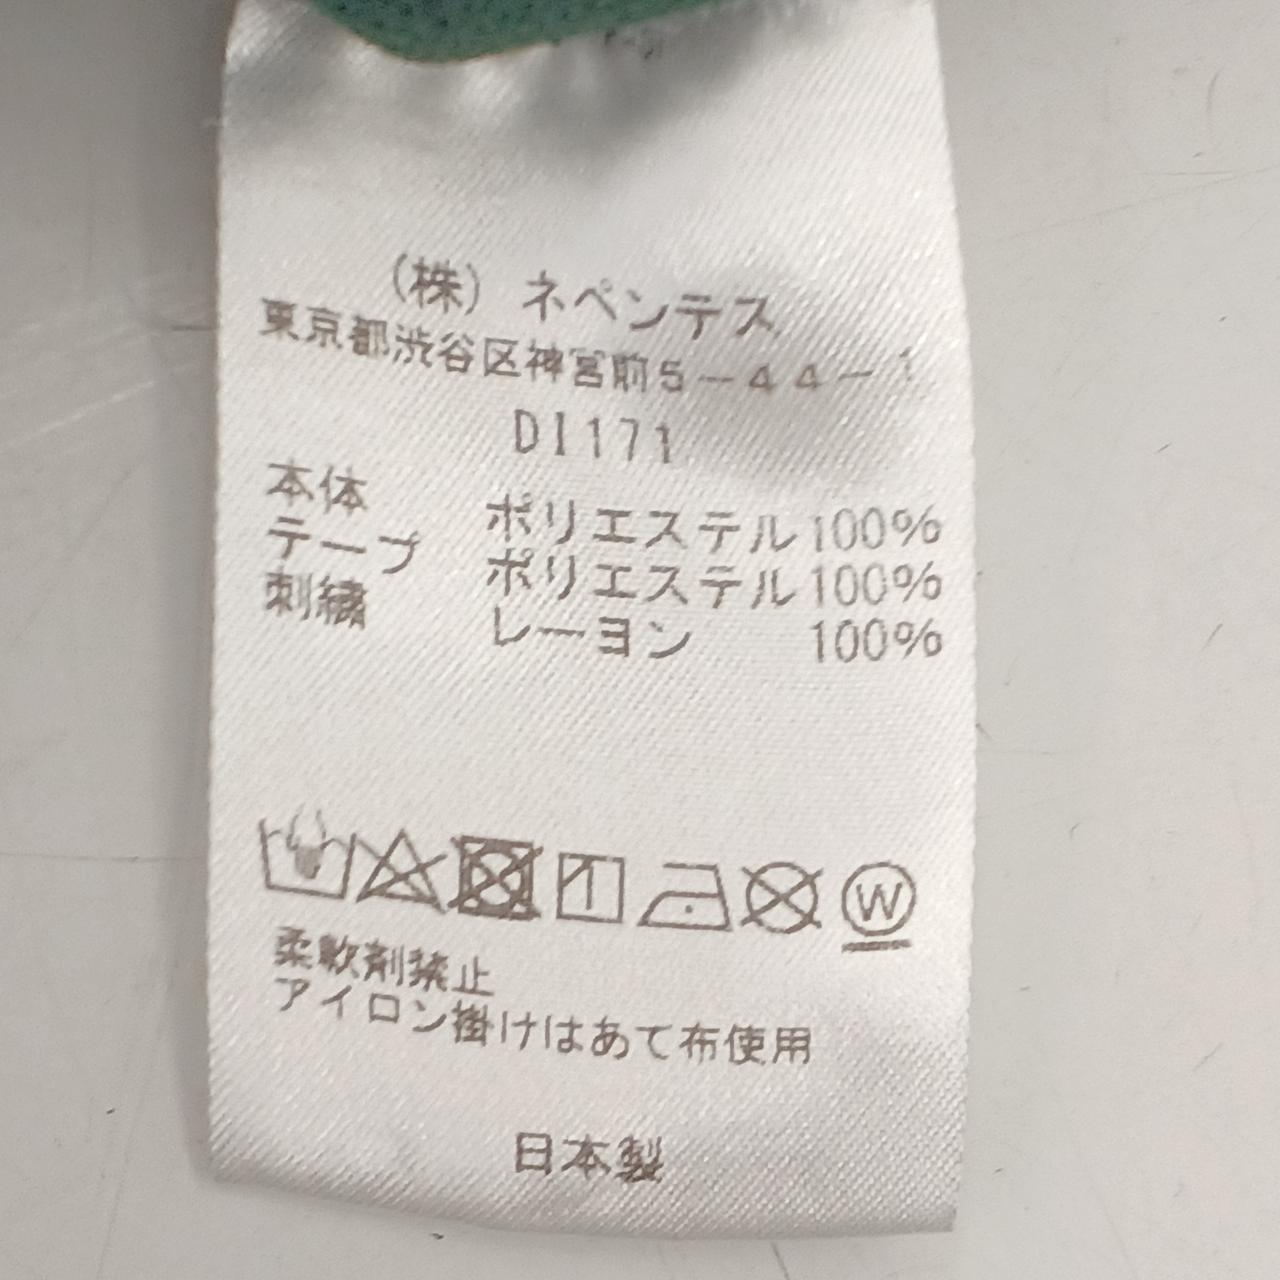 （株）ネペンテス
東京都渋谷区神宮前5－44－1
DI171
本体 ポリエステル100%
テープ ポリエステル100%
刺繍 レーヨン 100%
W
柔軟剤禁止
アイロン掛けはあて布使用
日本製